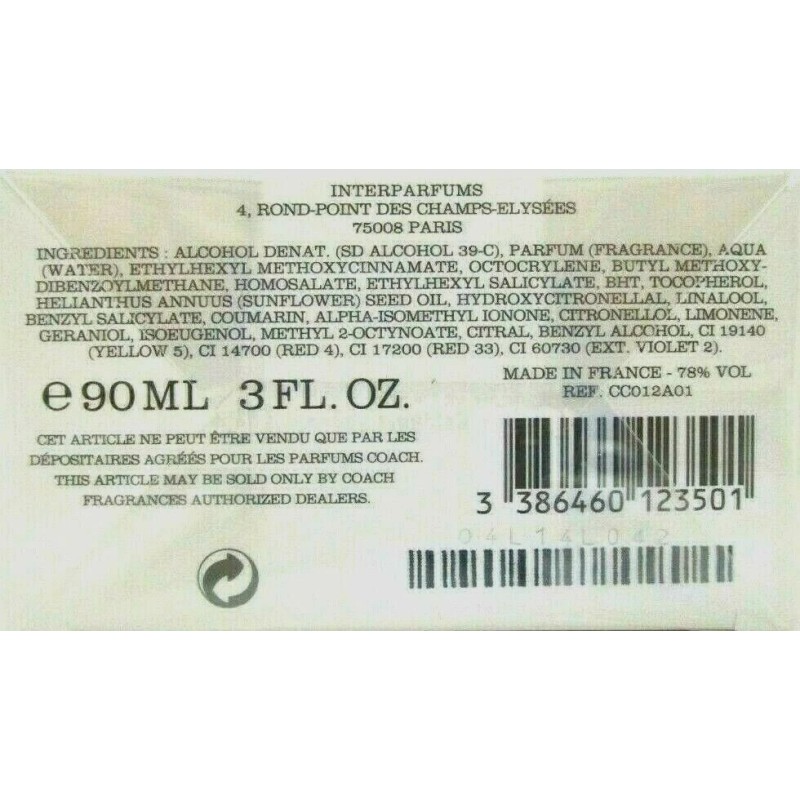 INTERPARFUMS
4, ROND-POINT DES CHAMPS-ELYSÉES
75008 PARIS
INGREDIENTS : ALCOHOL DENAT. (SD ALCOHOL 39-C), PARFUM (FRAGRANCE), AQUA
(WATER), ETHYLHEXYL METHOXYCINNAMATE, OCTOCRYLENE, BUTYL METHOXY-
DIBENZOYLMETHANE, HOMOSALATE, ETHYLHEXYL SALICYLATE, BHT, TOCOPHEROL,
HELIANTHUS ANNUUS (SUNFLOWER) SEED OIL, HYDROXYCITRONELLAL, LINALOOL,
BENZYL SALICYLATE, COUMARIN, ALPHA-ISOMETHYL IONONE, CITRONELLOL, LIMONENE,
GERANIOL, ISOEUGENOL, METHYL 2-OCTYNOATE, CITRAL, BENZYL ALCOHOL, CI 19140
(YELLOW 5), CI 14700 (RED 4), CI 17200 (RED 33), CI 60730 (EXT. VIOLET 2).
MADE IN FRANCE - 78% VOL
REF. CC012A01
e90ML 3FL. OZ.
CET ARTICLE NE PEUT ÊTRE VENDU QUE PAR LES
DÉPOSITAIRES AGRÉÉS POUR LES PARFUMS COACH.
THIS ARTICLE MAY BE SOLD ONLY BY COACH
FRAGRANCES AUTHORIZED DEALERS.
3 386460 123501
04L14L042